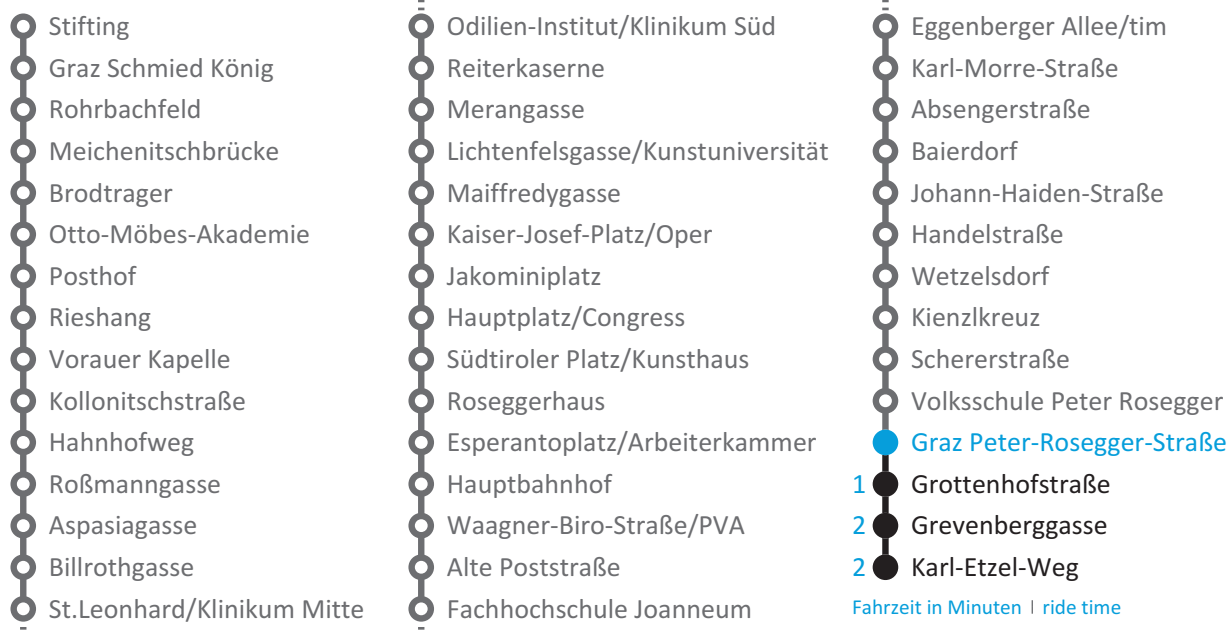 Stifting
Graz Schmied König
Rohrbachfeld
Meichenitschbrücke
Brodtrager
Otto-Möbes-Akademie
Posthof
Rieshang
Vorauer Kapelle
Kollonitschstraße
Hahnhofweg
Roßmanngasse
Aspasiagasse
Billrothgasse
St.Leonhard/Klinikum Mitte
Odilien-Institut/Klinikum Süd
Reiterkaserne
Merangasse
Lichtenfelsgasse/Kunstuniversität
Maiffredygasse
Kaiser-Josef-Platz/Oper
Jakominiplatz
Hauptplatz/Congress
Südtiroler Platz/Kunsthaus
Roseggerhaus
Esperantoplatz/Arbeiterkammer
Hauptbahnhof
Waagner-Biro-Straße/PVA
Alte Poststraße
Fachhochschule Joanneum
Eggenberger Allee/tim
Karl-Morre-Straße
Absengerstraße
Baierdorf
Johann-Haiden-Straße
Handelstraße
Wetzelsdorf
Kienzlkreuz
Schererstraße
Volksschule Peter Rosegger
Graz Peter-Rosegger-Straße
1 Grottenhofstraße
2 Grevenberggasse
2 Karl-Etzel-Weg
Fahrzeit in Minuten | ride time